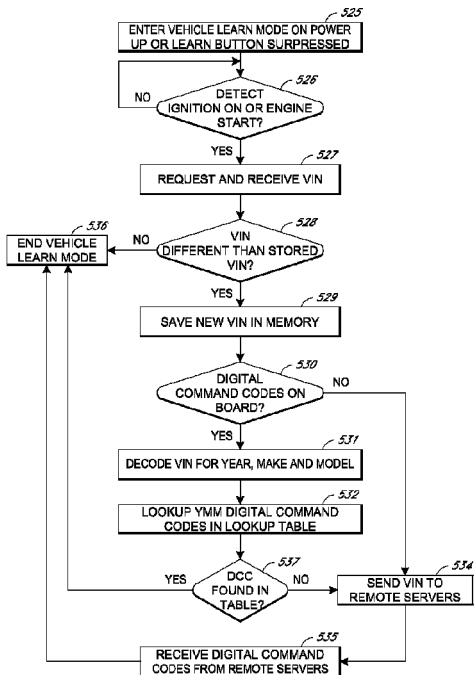 525
ENTER VEHICLE LEARN MODE ON POWER
UP OR LEARN BUTTON SURPRESSED
526
NO
DETECT
IGNITION ON OR ENGINE
START?
YES
527
REQUEST AND RECEIVE VIN
536
END VEHICLE
LEARN MODE
528
NO
VIN
DIFFERENT THAN STORED
VIN?
YES
529
SAVE NEW VIN IN MEMORY
530
DIGITAL
COMMAND CODES ON
BOARD?
NO
YES
531
DECODE VIN FOR YEAR, MAKE AND MODEL
532
LOOKUP YMM DIGITAL COMMAND
CODES IN LOOKUP TABLE
537
YES
DCC
FOUND IN
TABLE?
NO
534
SEND VIN TO
REMOTE SERVERS
535
RECEIVE DIGITAL COMMAND
CODES FROM REMOTE SERVERS